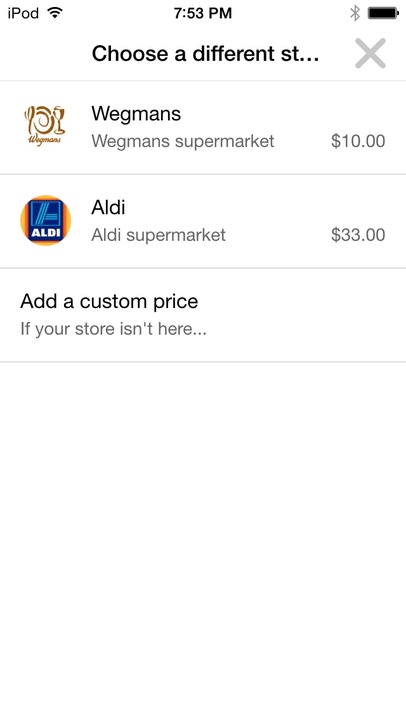 iPod 7:53 PM
Choose a different st...
Wegmans
Wegmans
Wegmans supermarket $10.00
ALDI
Aldi
Aldi supermarket $33.00
Add a custom price
If your store isn't here...